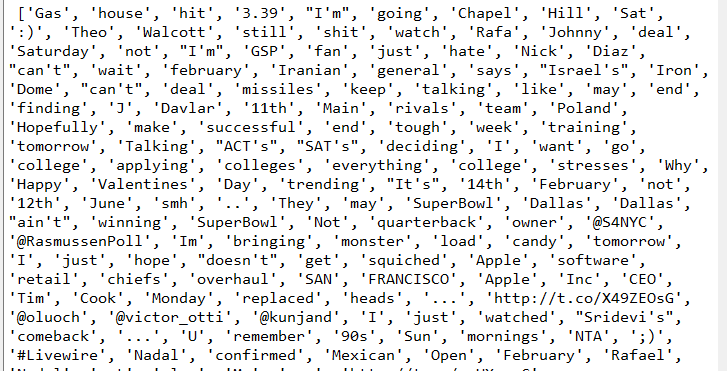 ['Gas', 'house', 'hit', '3.39', "I'm", 'going', 'Chapel', 'Hill', 'Sat',
':)', 'Theo', 'Walcott', 'still', 'shit', 'watch', 'Rafa', 'Johnny', 'deal',
'Saturday', 'not', "I'm", 'GSP', 'fan', 'just', 'hate', 'Nick', 'Diaz',
"can't", 'wait', 'february', 'Iranian', 'general', 'says', "Israel's", 'Iron',
'Dome', "can't", 'deal', 'missiles', 'keep', 'talking', 'like', 'may', 'end',
'finding', 'J', 'Davlar', '11th', 'Main', 'rivals', 'team', 'Poland',
'Hopefully', 'make', 'successful', 'end', 'tough', 'week', 'training',
'tomorrow', 'Talking', "ACT's", "SAT's", 'deciding', 'I', 'want', 'go',
'college', 'applying', 'colleges', 'everything', 'college', 'stresses', 'Why',
'Happy', 'Valentines', 'Day', 'trending', "It's", '14th', 'February', 'not',
'12th', 'June', 'smh', '..', 'They', 'may', 'SuperBowl', 'Dallas', 'Dallas',
"ain't", 'winning', 'SuperBowl', 'Not', 'quarterback', 'owner', '@S4NYC',
'@RasmussenPoll', 'Im', 'bringing', 'monster', 'load', 'candy', 'tomorrow',
'I', 'just', 'hope', "doesn't", 'get', 'squiched', 'Apple', 'software',
'retail', 'chiefs', 'overhaul', 'SAN', 'FRANCISCO', 'Apple', 'Inc', 'CEO',
'Tim', 'Cook', 'Monday', 'replaced', 'heads', '...', 'http://t.co/X49ZEOsG',
'@oluoch', '@victor_otti', '@kunjand', 'I', 'just', 'watched', "Sridevi's",
'comeback', '...', 'U', 'remember', '90s', 'Sun', 'mornings', 'NTA', ';)',
'#Livewire', 'Nadal', 'confirmed', 'Mexican', 'Open', 'February', 'Rafael',